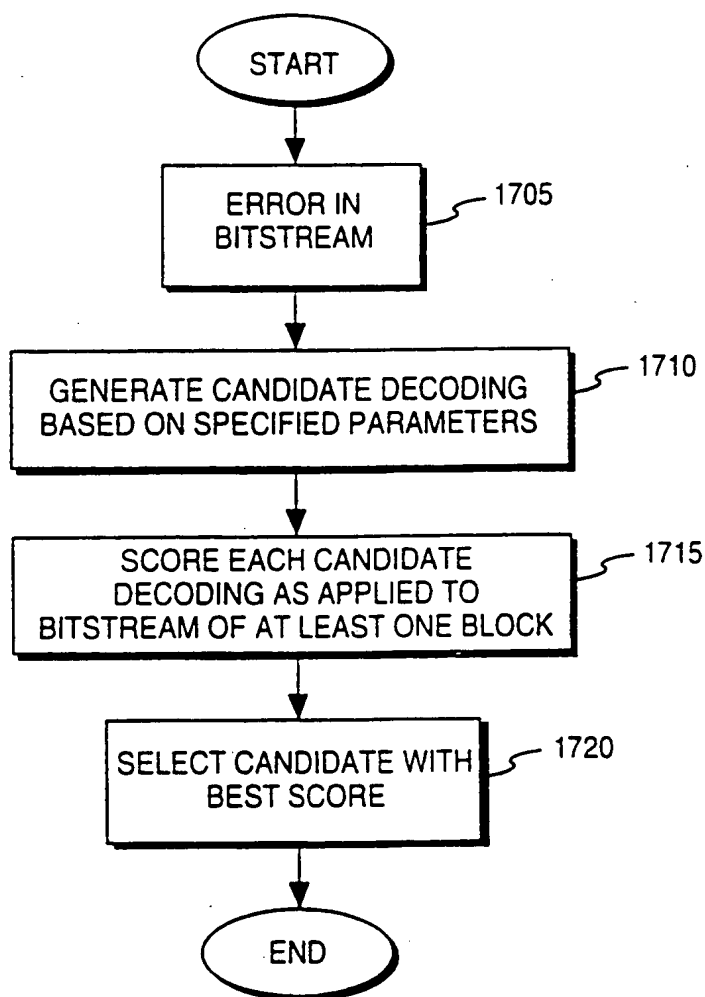 START
ERROR IN
BITSTREAM
1705
GENERATE CANDIDATE DECODING
BASED ON SPECIFIED PARAMETERS
1710
SCORE EACH CANDIDATE
DECODING AS APPLIED TO
BITSTREAM OF AT LEAST ONE BLOCK
1715
SELECT CANDIDATE WITH
BEST SCORE
1720
END